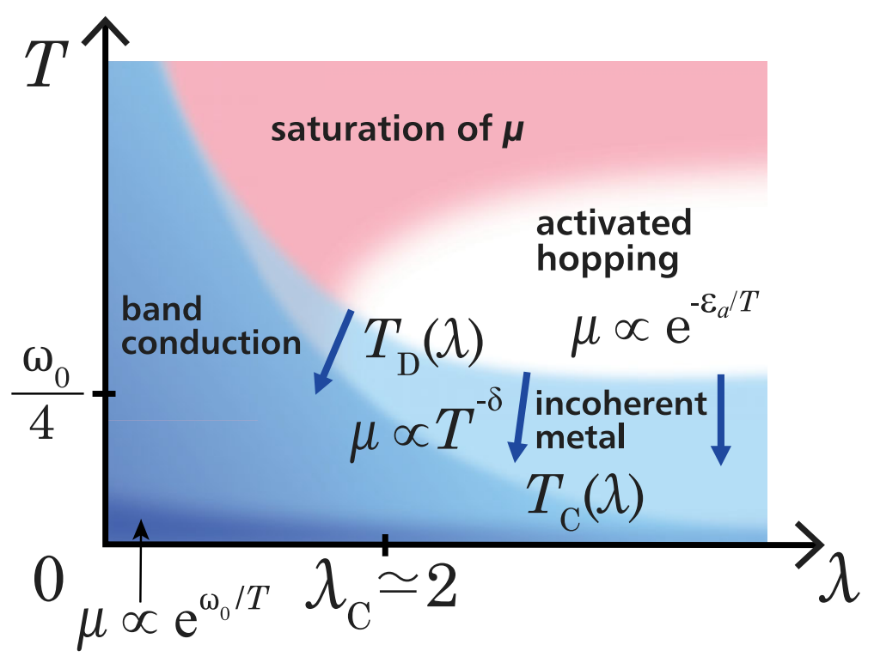 T
saturation of μ
activated
hopping
μ ∝ e^{-ε_a/T}
band
conduction
T_D(λ)
ω_0
4
μ ∝ T^{-δ}
incoherent
metal
T_C(λ)
0
λ_C ≃ 2
λ
μ ∝ e^{ω_0/T}